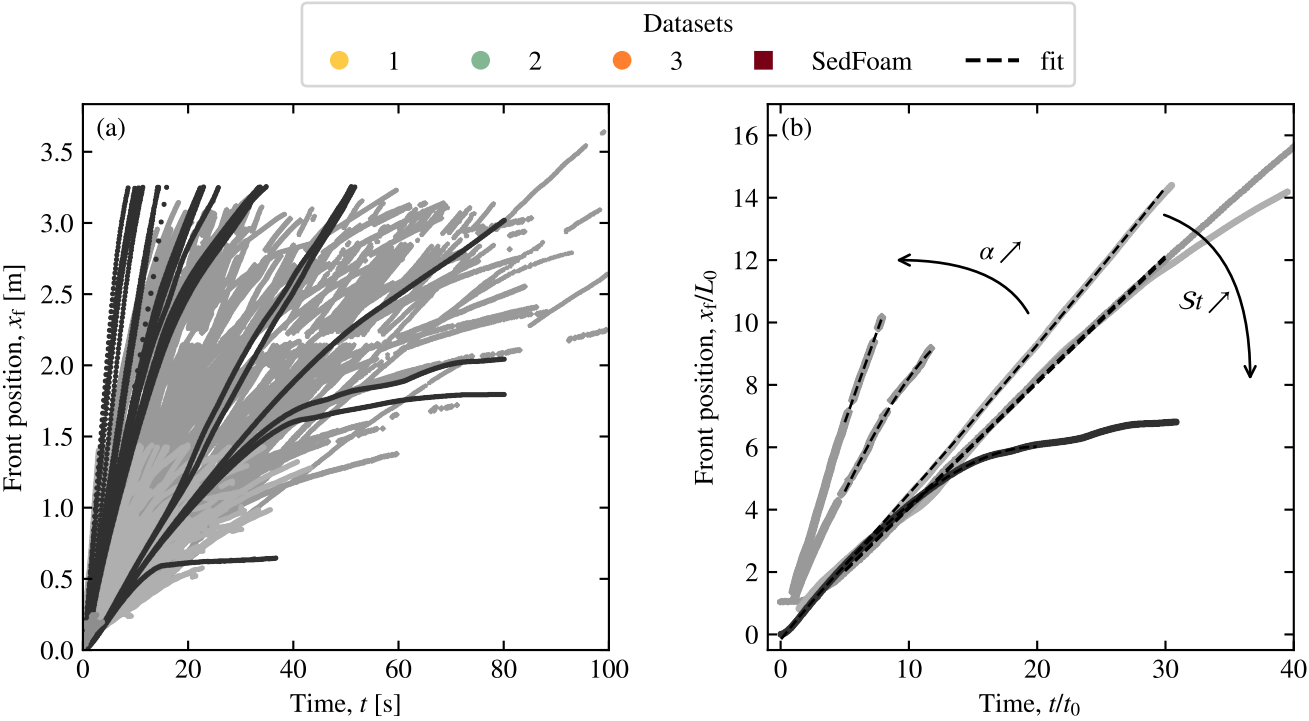 Datasets
1 2 3 SedFoam fit
(a)
3.5
3.0
2.5
2.0
1.5
1.0
0.5
0.0
0 20 40 60 80 100
Front position, x_f [m]
Time, t [s]
(b)
16
14
12
10
8
6
4
2
0
0 10 20 30 40
Front position, x_f/L_0
Time, t/t_0
α ↗
St ↗